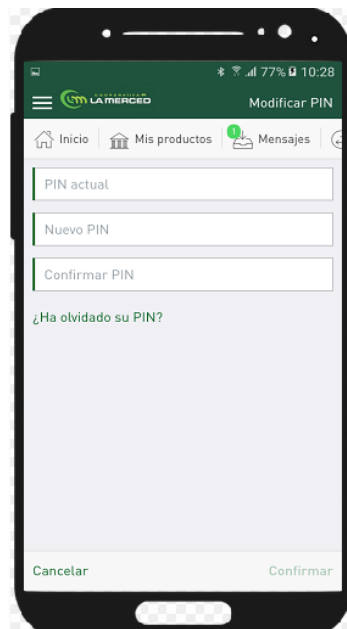 77% 10:28
COOPERATIVA
LA MERCED
Modificar PIN
Inicio
Mis productos
1
Mensajes
PIN actual
Nuevo PIN
Confirmar PIN
¿Ha olvidado su PIN?
Cancelar
Confirmar